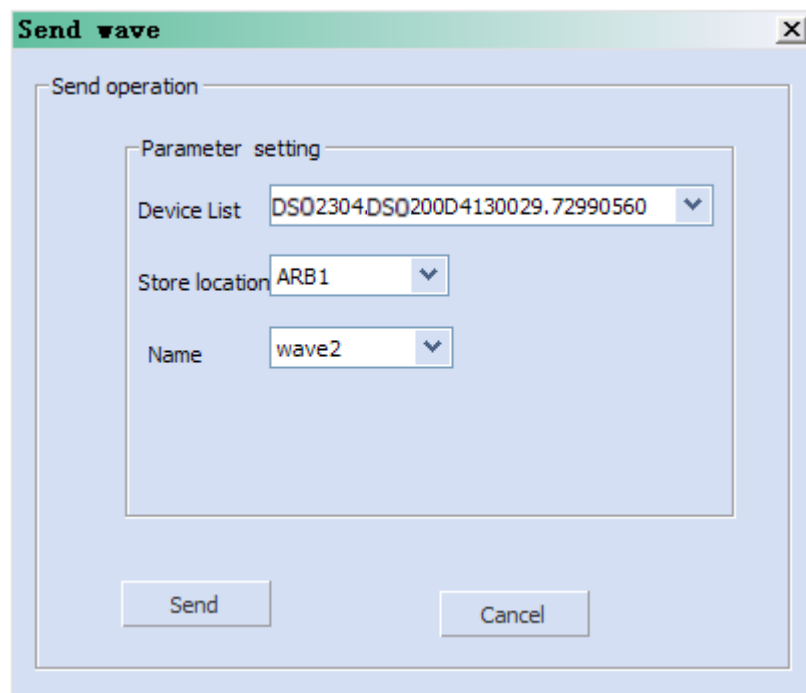 Send wave
Send operation
Parameter setting
Device List DSO2304.DSO200D4130029.72990560
Store location ARB1
Name wave2
Send Cancel